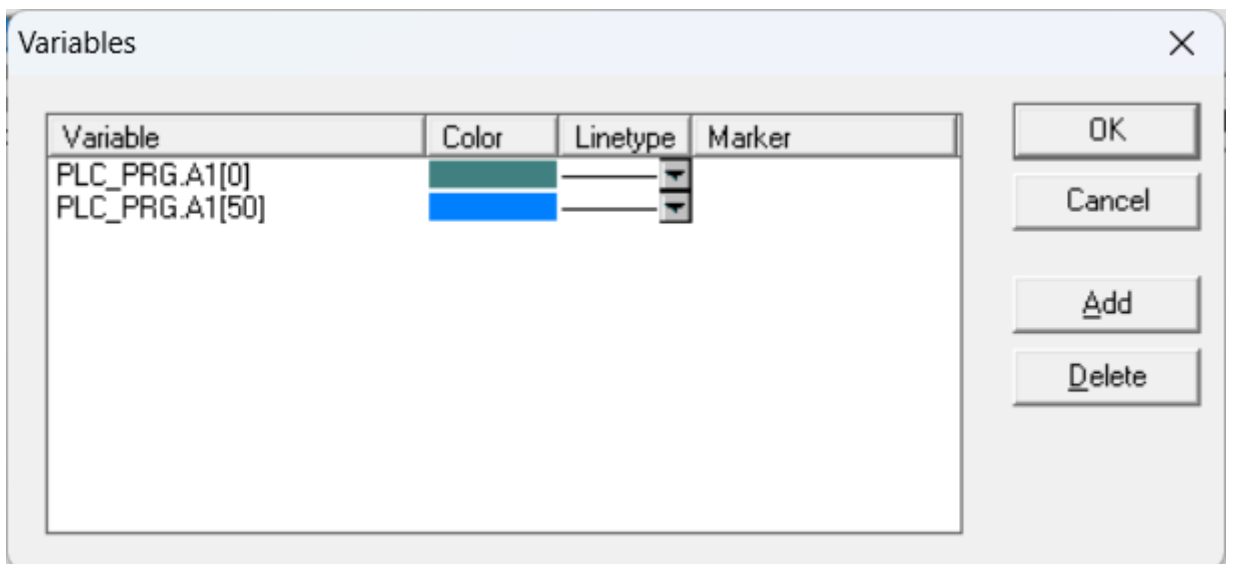 Variables
Variable Color Linetype Marker
PLC_PRG.A1[0]
PLC_PRG.A1[50]
OK
Cancel
Add
Delete